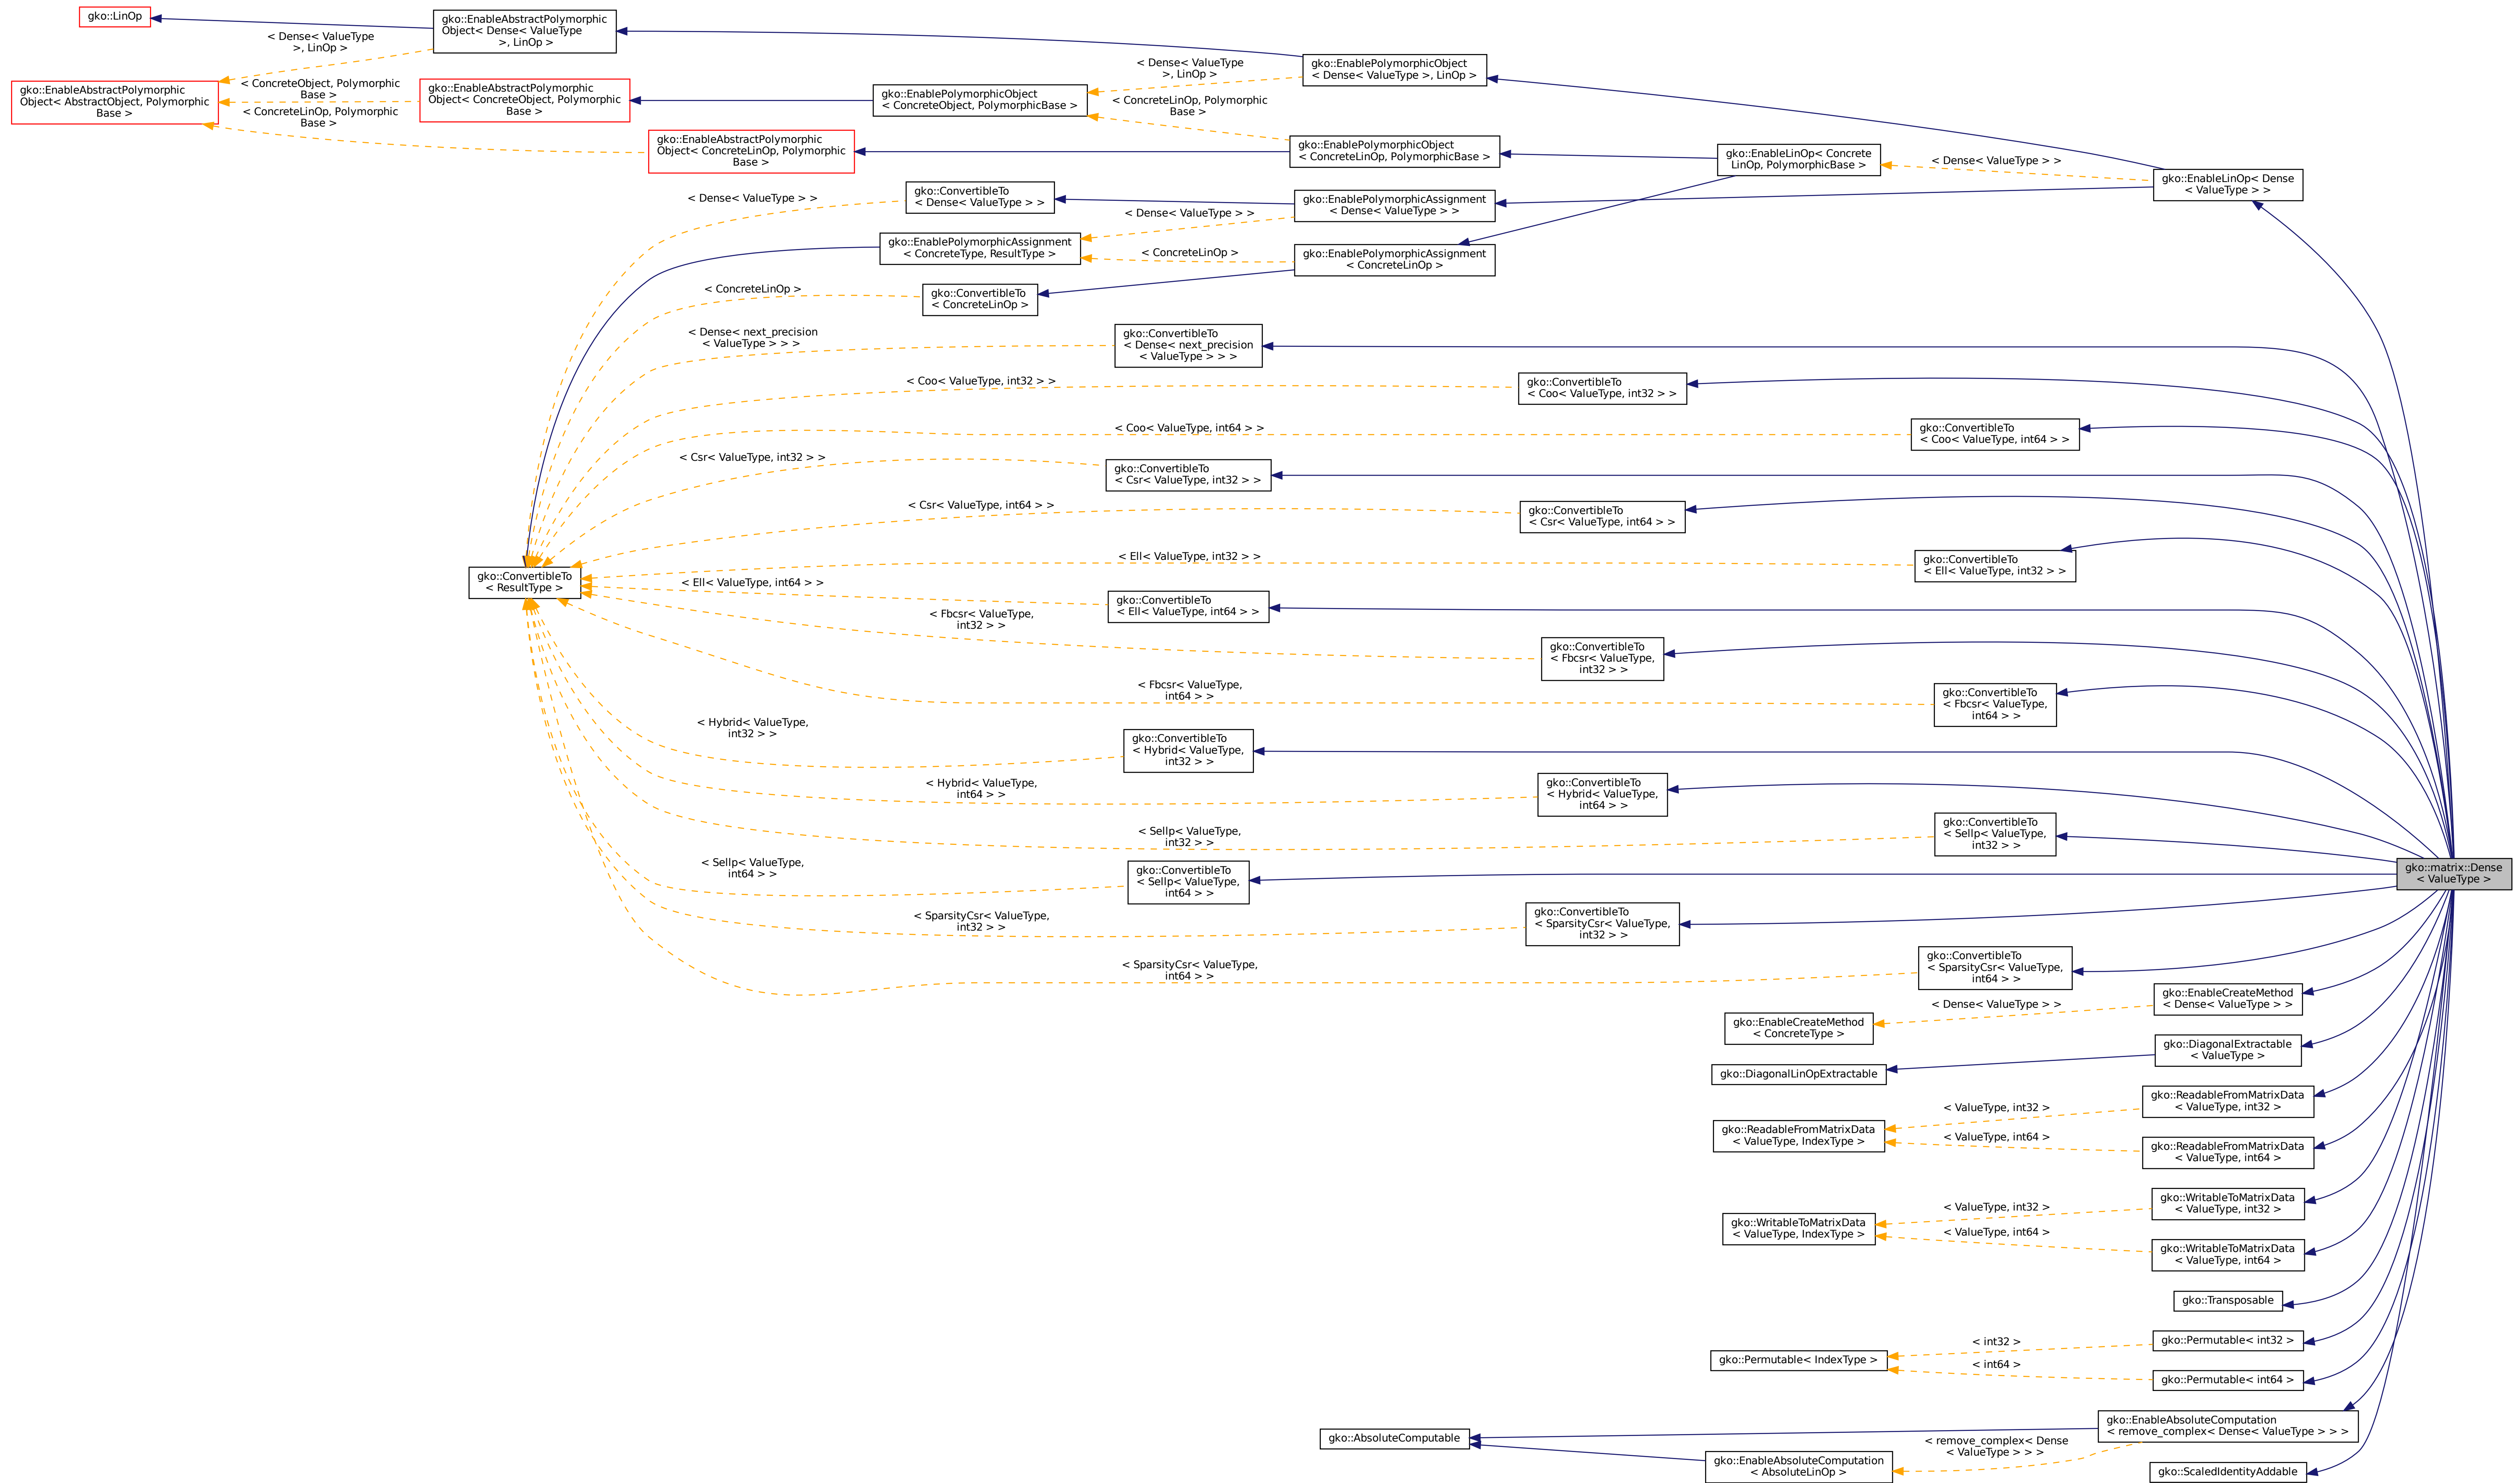 gko::LinOp
gko::EnableAbstractPolymorphic
Object< Dense< ValueType
>, LinOp >
< Dense< ValueType
>, LinOp >
gko::EnablePolymorphicObject
< Dense< ValueType >, LinOp >
< Dense< ValueType
>, LinOp >
gko::EnableAbstractPolymorphic
Object< AbstractObject, Polymorphic
Base >
< ConcreteObject, Polymorphic
Base >
gko::EnableAbstractPolymorphic
Object< ConcreteObject, Polymorphic
Base >
gko::EnablePolymorphicObject
< ConcreteObject, PolymorphicBase >
< ConcreteLinOp, Polymorphic
Base >
< ConcreteLinOp, Polymorphic
Base >
gko::EnableAbstractPolymorphic
Object< ConcreteLinOp, Polymorphic
Base >
gko::EnablePolymorphicObject
< ConcreteLinOp, PolymorphicBase >
gko::EnableLinOp< Concrete
LinOp, PolymorphicBase >
< Dense< ValueType > >
gko::EnableLinOp< Dense
< ValueType > >
< Dense< ValueType > >
gko::ConvertibleTo
< Dense< ValueType > >
gko::EnablePolymorphicAssignment
< Dense< ValueType > >
< Dense< ValueType > >
gko::EnablePolymorphicAssignment
< ConcreteType, ResultType >
< ConcreteLinOp >
gko::EnablePolymorphicAssignment
< ConcreteLinOp >
< ConcreteLinOp >
gko::ConvertibleTo
< ConcreteLinOp >
< Dense< next_precision
< ValueType > > >
gko::ConvertibleTo
< Dense< next_precision
< ValueType > > >
< Coo< ValueType, int32 > >
gko::ConvertibleTo
< Coo< ValueType, int32 > >
< Coo< ValueType, int64 > >
gko::ConvertibleTo
< Coo< ValueType, int64 > >
< Csr< ValueType, int32 > >
gko::ConvertibleTo
< Csr< ValueType, int32 > >
< Csr< ValueType, int64 > >
gko::ConvertibleTo
< Csr< ValueType, int64 > >
< Ell< ValueType, int32 > >
gko::ConvertibleTo
< Ell< ValueType, int32 > >
gko::ConvertibleTo
< ResultType >
< Ell< ValueType, int64 > >
gko::ConvertibleTo
< Ell< ValueType, int64 > >
< Fbcsr< ValueType,
int32 > >
gko::ConvertibleTo
< Fbcsr< ValueType,
int32 > >
< Fbcsr< ValueType,
int64 > >
gko::ConvertibleTo
< Fbcsr< ValueType,
int64 > >
< Hybrid< ValueType,
int32 > >
gko::ConvertibleTo
< Hybrid< ValueType,
int32 > >
< Hybrid< ValueType,
int64 > >
gko::ConvertibleTo
< Hybrid< ValueType,
int64 > >
< Sellp< ValueType,
int32 > >
gko::ConvertibleTo
< Sellp< ValueType,
int32 > >
< Sellp< ValueType,
int64 > >
gko::ConvertibleTo
< Sellp< ValueType,
int64 > >
gko::matrix::Dense
< ValueType >
< SparsityCsr< ValueType,
int32 > >
gko::ConvertibleTo
< SparsityCsr< ValueType,
int32 > >
< SparsityCsr< ValueType,
int64 > >
gko::ConvertibleTo
< SparsityCsr< ValueType,
int64 > >
gko::EnableCreateMethod
< ConcreteType >
< Dense< ValueType > >
gko::EnableCreateMethod
< Dense< ValueType > >
gko::DiagonalLinOpExtractable
gko::DiagonalExtractable
< ValueType >
gko::ReadableFromMatrixData
< ValueType, IndexType >
< ValueType, int32 >
gko::ReadableFromMatrixData
< ValueType, int32 >
< ValueType, int64 >
gko::ReadableFromMatrixData
< ValueType, int64 >
gko::WritableToMatrixData
< ValueType, IndexType >
< ValueType, int32 >
gko::WritableToMatrixData
< ValueType, int32 >
< ValueType, int64 >
gko::WritableToMatrixData
< ValueType, int64 >
gko::Transposable
gko::Permutable< IndexType >
< int32 >
gko::Permutable< int32 >
< int64 >
gko::Permutable< int64 >
gko::AbsoluteComputable
gko::EnableAbsoluteComputation
< remove_complex< Dense< ValueType > > >
< remove_complex< Dense
< ValueType > > >
gko::EnableAbsoluteComputation
< AbsoluteLinOp >
gko::ScaledIdentityAddable